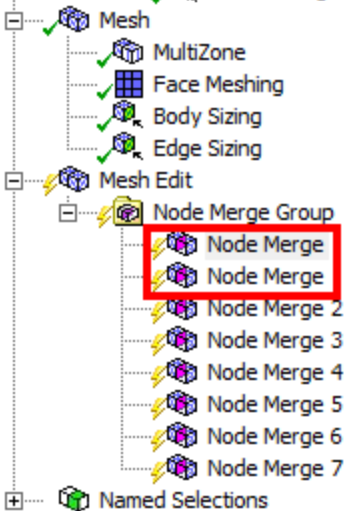 Mesh
MultiZone
Face Meshing
Body Sizing
Edge Sizing
Mesh Edit
Node Merge Group
Node Merge
Node Merge
Node Merge 2
Node Merge 3
Node Merge 4
Node Merge 5
Node Merge 6
Node Merge 7
Named Selections